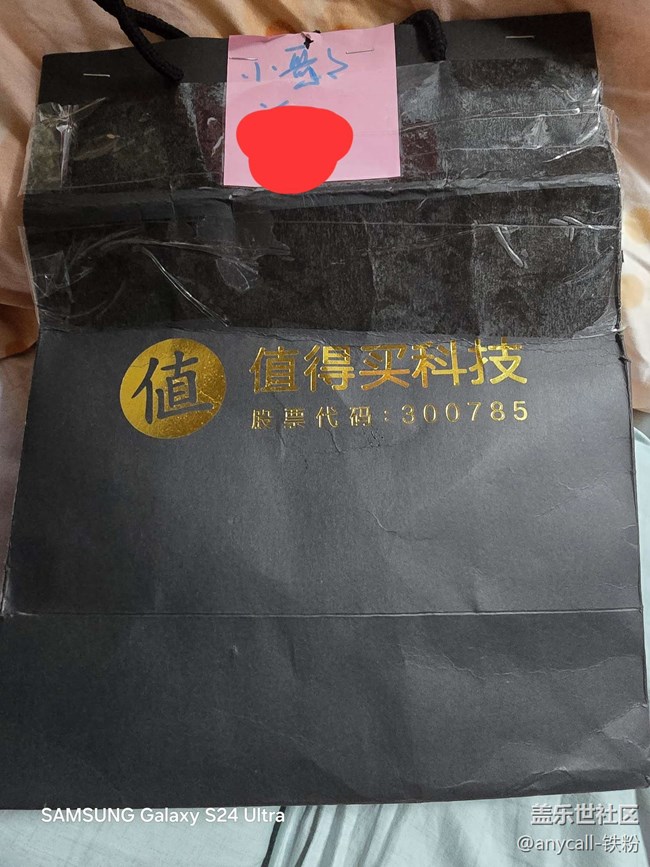 小哥
值 值得买科技
股票代码:300785
SAMSUNG Galaxy S24 Ultra
盖乐世社区
@anycall-铁粉